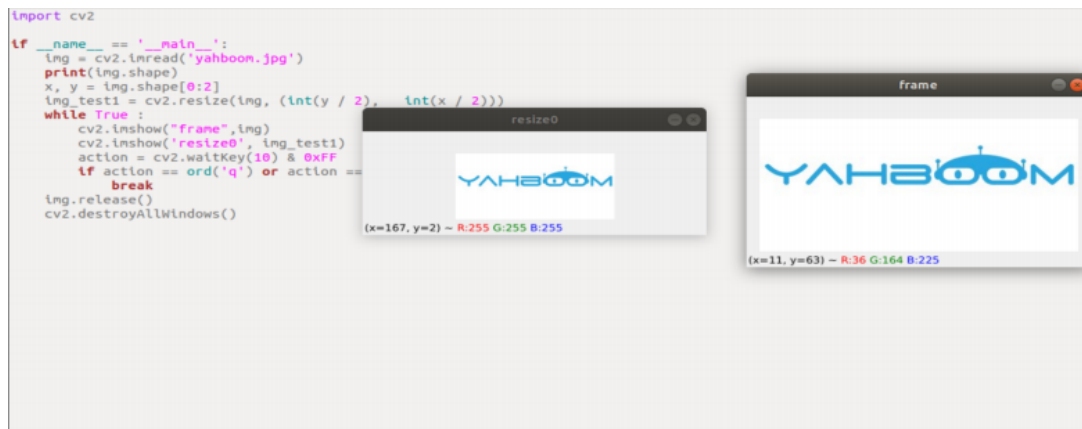 import cv2
if __name__ == '__main__':
img = cv2.imread('yahboom.jpg')
print(img.shape)
x, y = img.shape[0:2]
img_test1 = cv2.resize(img, (int(y / 2), int(x / 2)))
while True :
cv2.imshow("frame",img)
cv2.imshow('resize0', img_test1)
action = cv2.waitKey(10) & 0xFF
if action == ord('q') or action ==
break
img.release()
cv2.destroyAllWindows()
resize0
YAHBOOM
(x=167, y=2) ~ R:255 G:255 B:255
frame
YAHBOOM
(x=11, y=63) ~ R:36 G:164 B:225